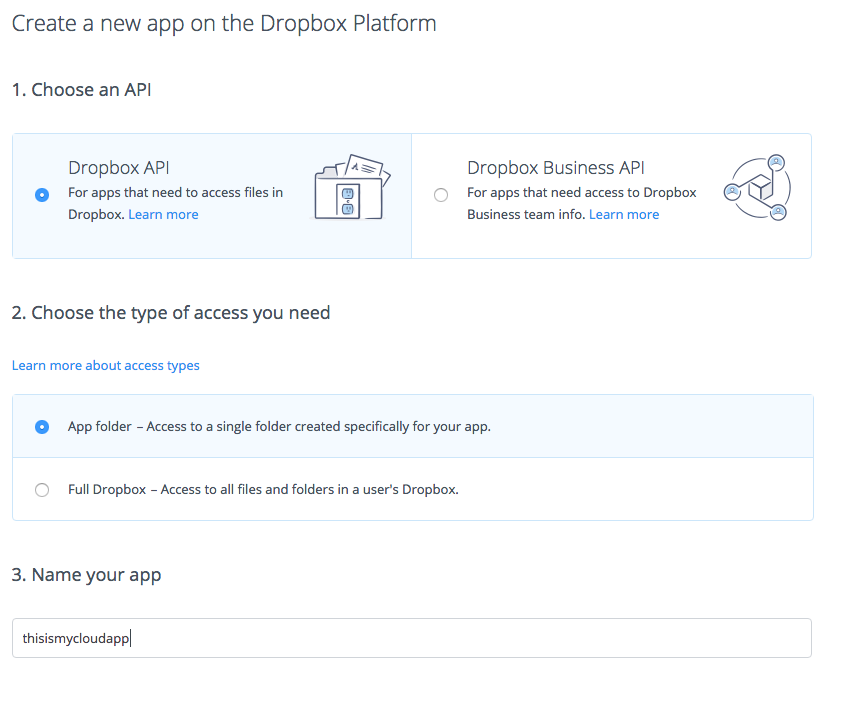 Create a new app on the Dropbox Platform
1. Choose an API
Dropbox API
For apps that need to access files in
Dropbox. Learn more
Dropbox Business API
For apps that need access to Dropbox
Business team info. Learn more
2. Choose the type of access you need
Learn more about access types
App folder – Access to a single folder created specifically for your app.
Full Dropbox – Access to all files and folders in a user's Dropbox.
3. Name your app
thisismycloudapp